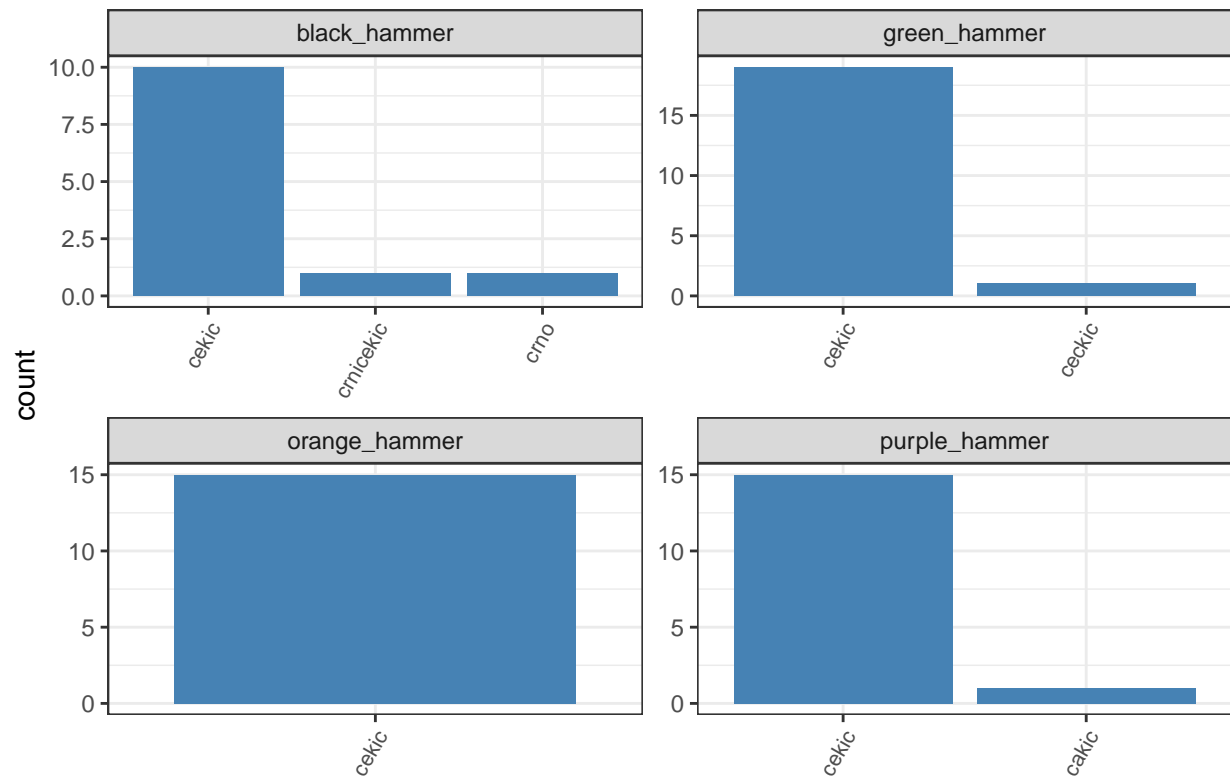 black_hammer
green_hammer
10.0
7.5
5.0
2.5
0.0
15
10
5
0
cekic
crnicekic
crno
cekic
ceckic
count
orange_hammer
purple_hammer
15
10
5
0
15
10
5
0
cekic
cekic
cakic